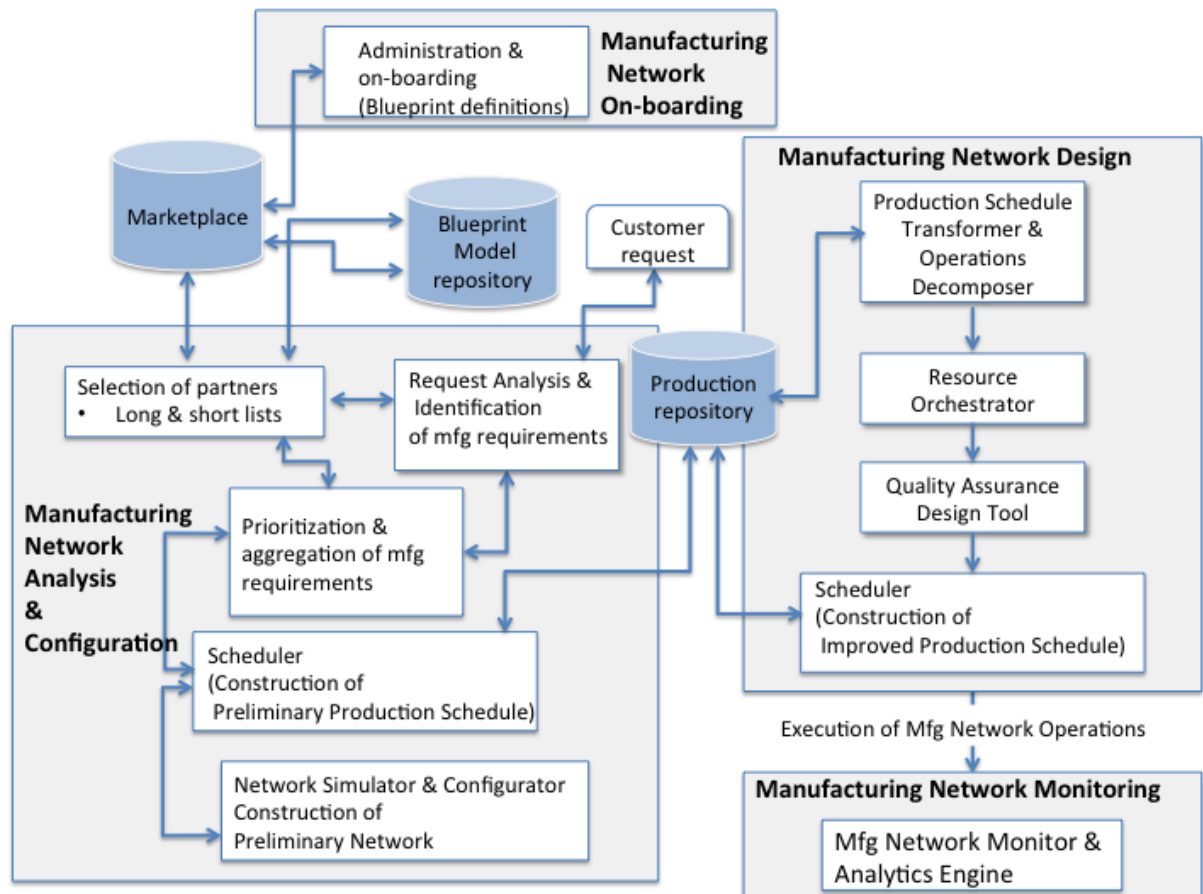 Administration &
on-boarding
(Blueprint definitions)
Manufacturing
Network
On-boarding
Marketplace
Blueprint
Model
repository
Customer
request
Manufacturing Network Design
Production Schedule
Transformer &
Operations
Decomposer
Resource
Orchestrator
Quality Assurance
Design Tool
Scheduler
(Construction of
Improved Production Schedule)
Production
repository
Selection of partners
• Long & short lists
Request Analysis &
Identification
of mfg requirements
Manufacturing
Network
Analysis
&
Configuration
Prioritization &
aggregation of mfg
requirements
Scheduler
(Construction of
Preliminary Production Schedule)
Network Simulator & Configurator
Construction of
Preliminary Network
Execution of Mfg Network Operations
Manufacturing Network Monitoring
Mfg Network Monitor &
Analytics Engine